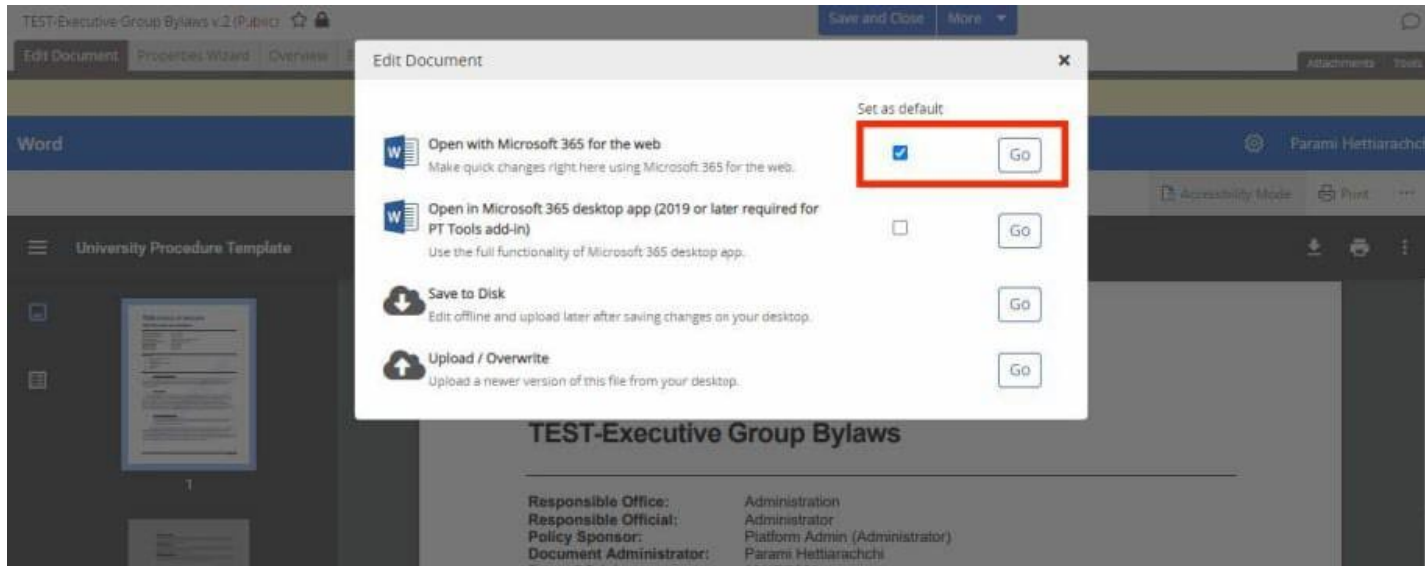 TEST-Executive Group Bylaws v.2 (Public)
Save and Close More
Edit Document Properties Wizard Overview
Attachments Tools
Edit Document
Set as default
Word
Parami Hettiarachchi
Open with Microsoft 365 for the web
Make quick changes right here using Microsoft 365 for the web.
Go
Accessibility Mode Print
Open in Microsoft 365 desktop app (2019 or later required for
PT Tools add-in)
Use the full functionality of Microsoft 365 desktop app.
Go
University Procedure Template
Save to Disk
Edit offline and upload later after saving changes on your desktop.
Go
Upload / Overwrite
Upload a newer version of this file from your desktop.
Go
TEST-Executive Group Bylaws
1
Responsible Office: Administration
Responsible Official: Administrator
Policy Sponsor: Platform Admin (Administrator)
Document Administrator: Parami Hettiarachchi